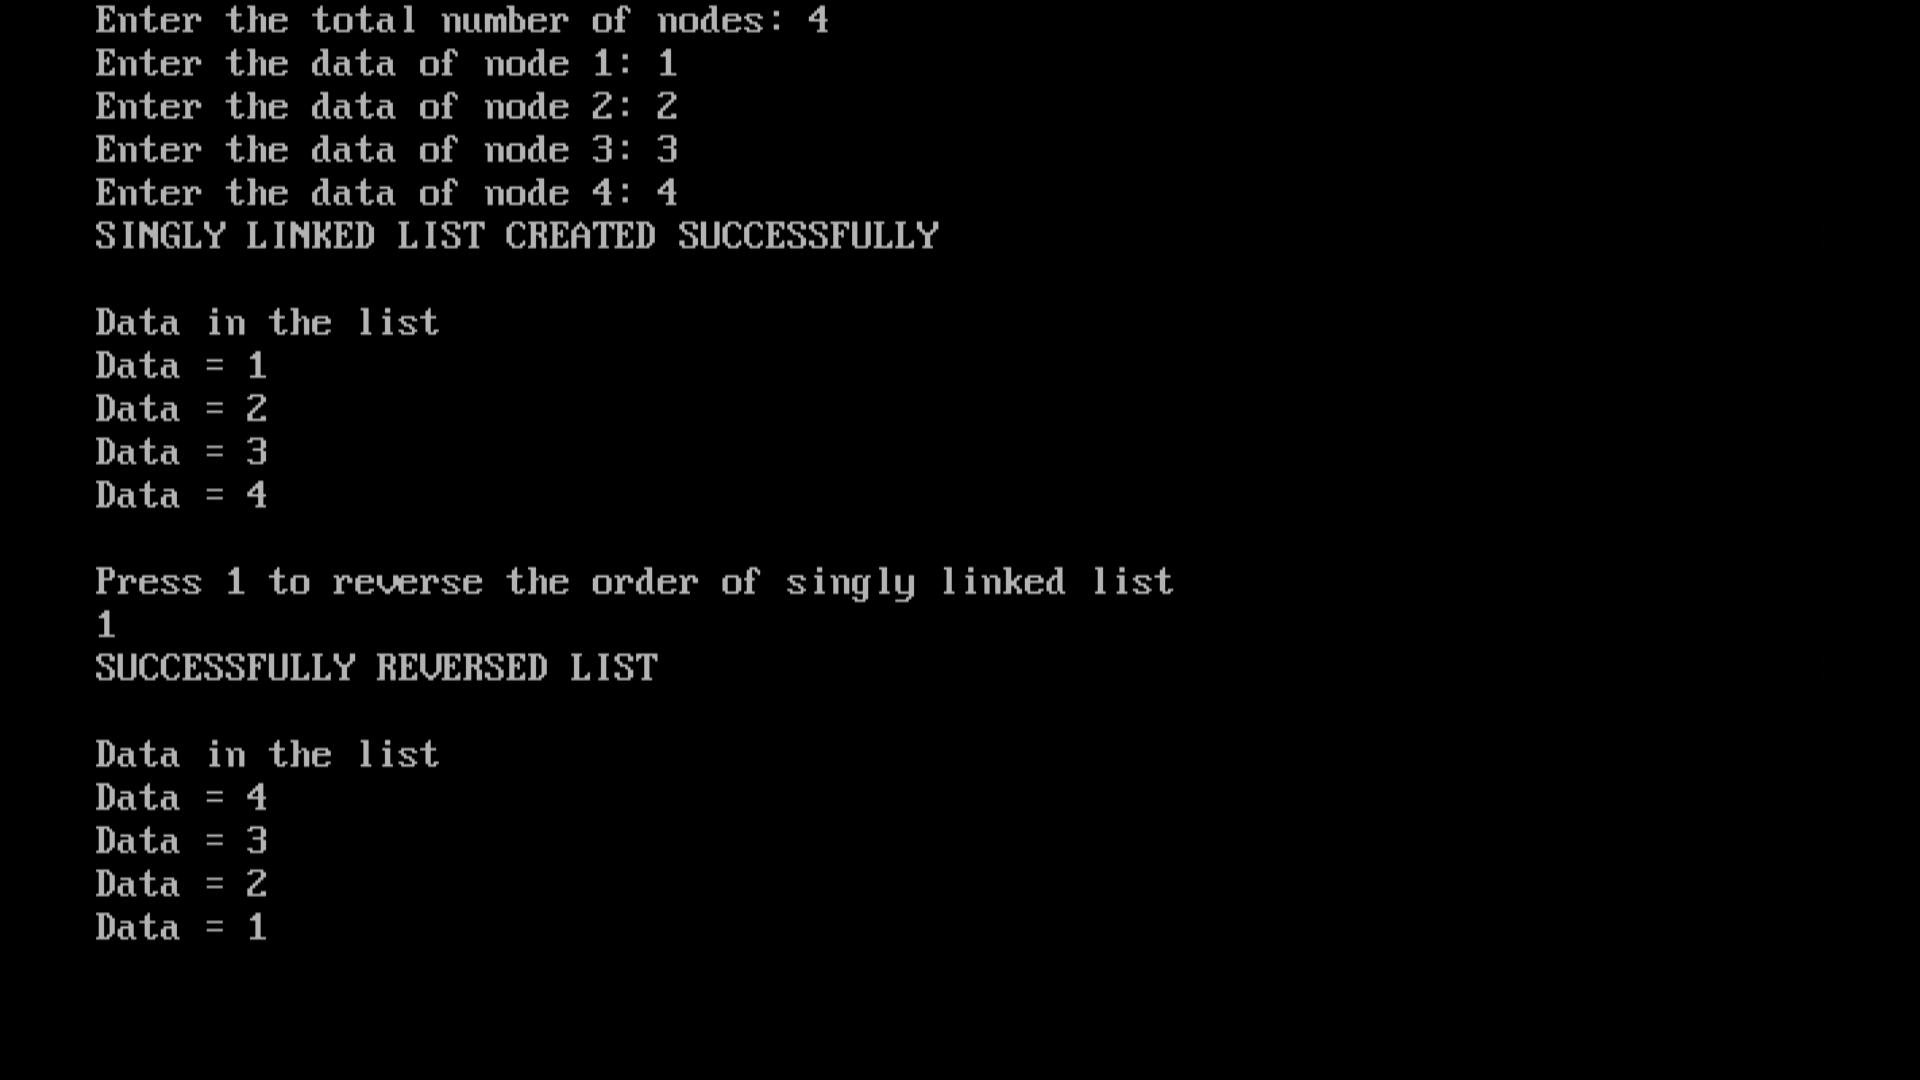 Enter the total number of nodes: 4
Enter the data of node 1: 1
Enter the data of node 2: 2
Enter the data of node 3: 3
Enter the data of node 4: 4
SINGLY LINKED LIST CREATED SUCCESSFULLY
Data in the list
Data = 1
Data = 2
Data = 3
Data = 4
Press 1 to reverse the order of singly linked list
1
SUCCESSFULLY REVERSED LIST
Data in the list
Data = 4
Data = 3
Data = 2
Data = 1